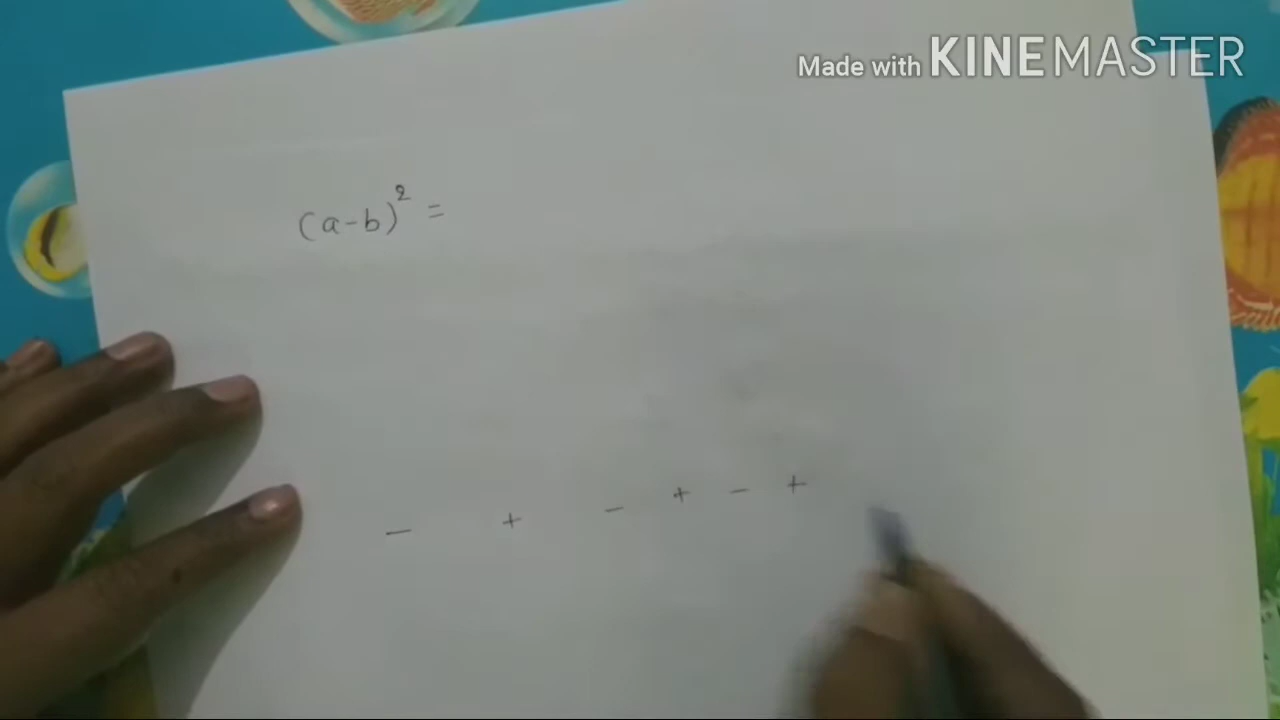 Made with KINEMASTER
(a-b)² =
− + − + − +